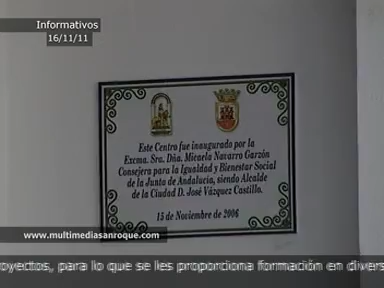 Informativos
16/11/11
Este Centro fue inaugurado por la
Excma. Sra. Dña. Micaela Navarro Garzón
Consejera para la Igualdad y Bienestar Social
de la Junta de Andalucía, siendo Alcalde
de la Ciudad D. José Vázquez Castillo.
15 de Noviembre de 2006
www.multimediasanroque.com
oyectos, para lo que se les proporciona formación en divers